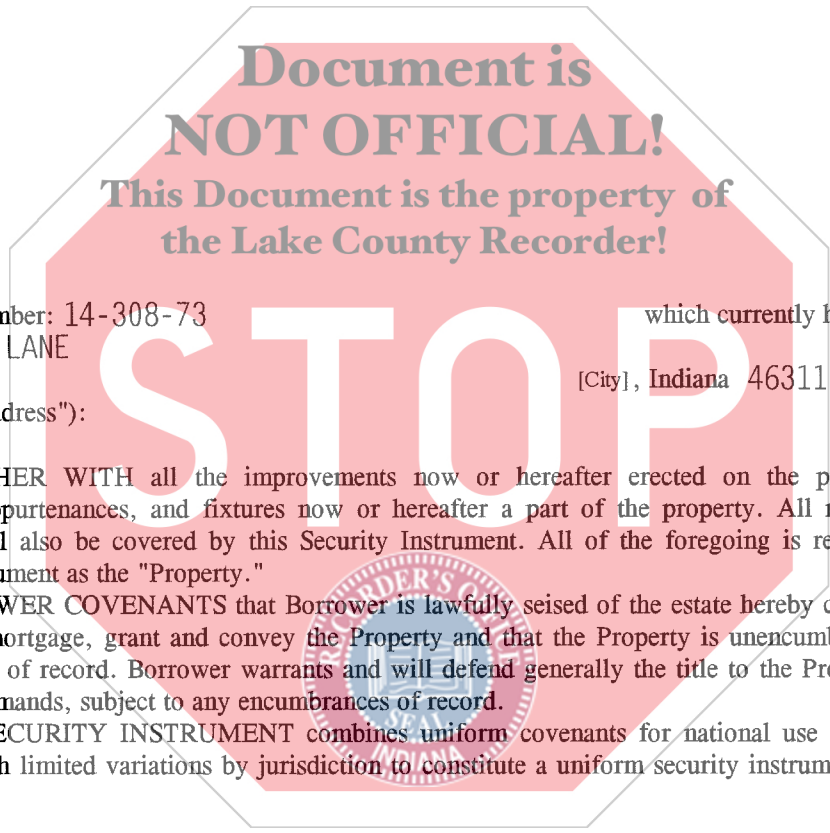 Document is
NOT OFFICIAL!
This Document is the property of
the Lake County Recorder!
STOP
mber: 14-308-73 which currently h
LANE
[City], Indiana 46311
dress"):
HER WITH all the improvements now or hereafter erected on the p
ppurtenances, and fixtures now or hereafter a part of the property. All r
l also be covered by this Security Instrument. All of the foregoing is re
ument as the "Property."
WER COVENANTS that Borrower is lawfully seised of the estate hereby c
ortgage, grant and convey the Property and that the Property is unencumb
of record. Borrower warrants and will defend generally the title to the Pro
mands, subject to any encumbrances of record.
ECURITY INSTRUMENT combines uniform covenants for national use
h limited variations by jurisdiction to constitute a uniform security instrum
RECORDER'S OFFICE
SEAL
INDIANA